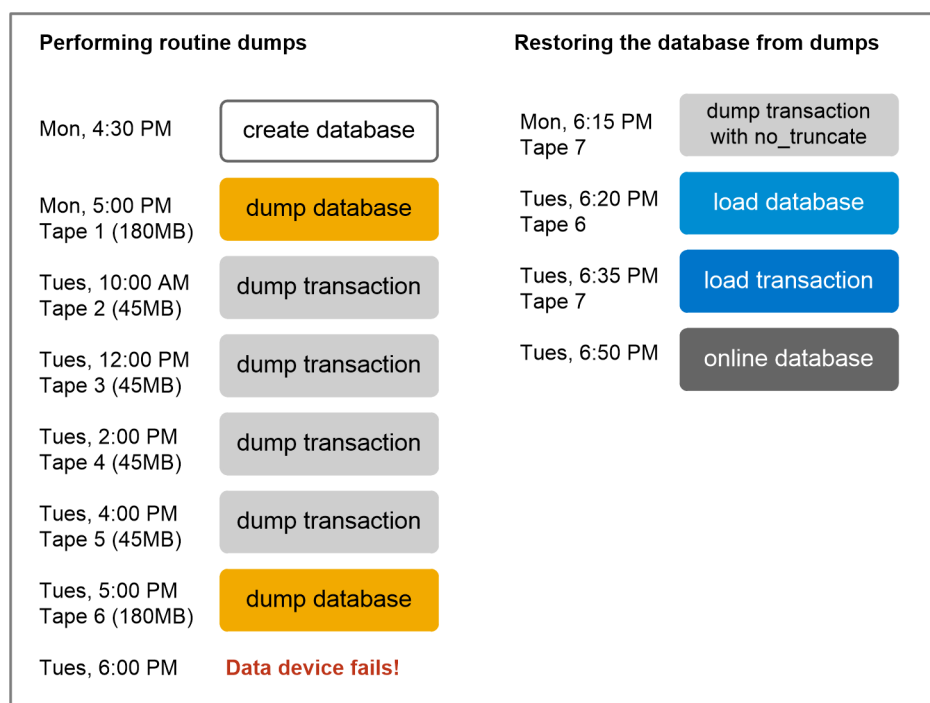 Performing routine dumps
Mon, 4:30 PM
create database
Mon, 5:00 PM
Tape 1 (180MB)
dump database
Tues, 10:00 AM
Tape 2 (45MB)
dump transaction
Tues, 12:00 PM
Tape 3 (45MB)
dump transaction
Tues, 2:00 PM
Tape 4 (45MB)
dump transaction
Tues, 4:00 PM
Tape 5 (45MB)
dump transaction
Tues, 5:00 PM
Tape 6 (180MB)
dump database
Tues, 6:00 PM
Data device fails!
Restoring the database from dumps
Mon, 6:15 PM
Tape 7
dump transaction
with no_truncate
Tues, 6:20 PM
Tape 6
load database
Tues, 6:35 PM
Tape 7
load transaction
Tues, 6:50 PM
online database